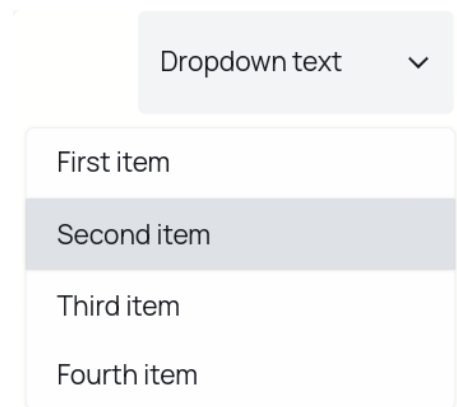 Dropdown text
First item
Second item
Third item
Fourth item